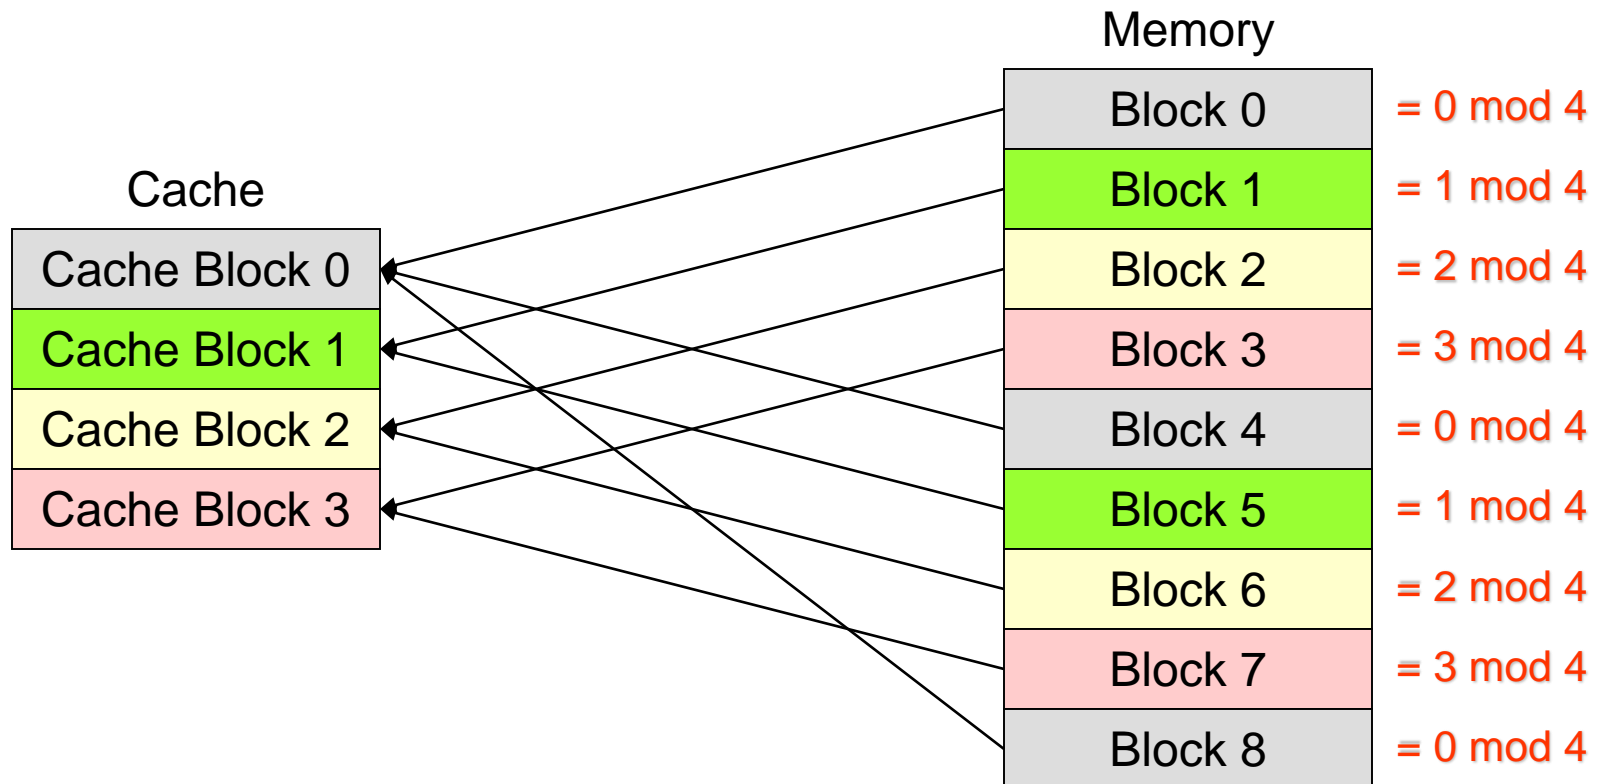 Memory
Block 0 = 0 mod 4
Block 1 = 1 mod 4
Cache
Cache Block 0
Cache Block 1
Cache Block 2
Cache Block 3
Block 2 = 2 mod 4
Block 3 = 3 mod 4
Block 4 = 0 mod 4
Block 5 = 1 mod 4
Block 6 = 2 mod 4
Block 7 = 3 mod 4
Block 8 = 0 mod 4